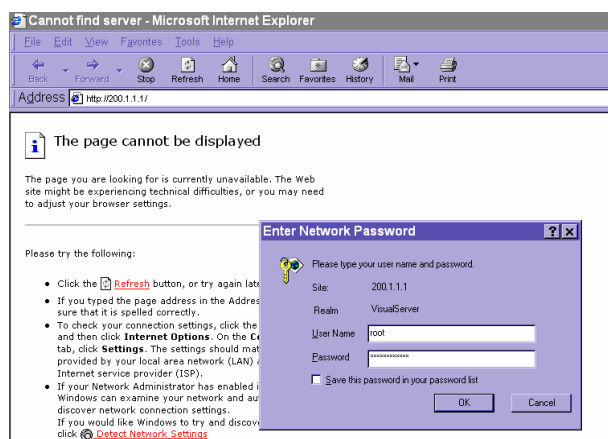 Cannot find server - Microsoft Internet Explorer
File Edit View Favorites Tools Help
Back Forward Stop Refresh Home Search Favorites History Mail Print
Address http://200.1.1.1/
The page cannot be displayed
The page you are looking for is currently unavailable. The Web
site might be experiencing technical difficulties, or you may need
to adjust your browser settings.
Please try the following:
• Click the Refresh button, or try again late
• If you typed the page address in the Addres
sure that it is spelled correctly.
• To check your connection settings, click the
and then click Internet Options. On the Co
tab, click Settings. The settings should mat
provided by your local area network (LAN) a
Internet service provider (ISP).
• If your Network Administrator has enabled i
Windows can examine your network and au
discover network connection settings.
If you would like Windows to try and discov
click Detect Network Settings
Enter Network Password
Please type your user name and password.
Site: 200.1.1.1
Realm VisualServer
User Name root
Password ************
Save this password in your password list
OK Cancel